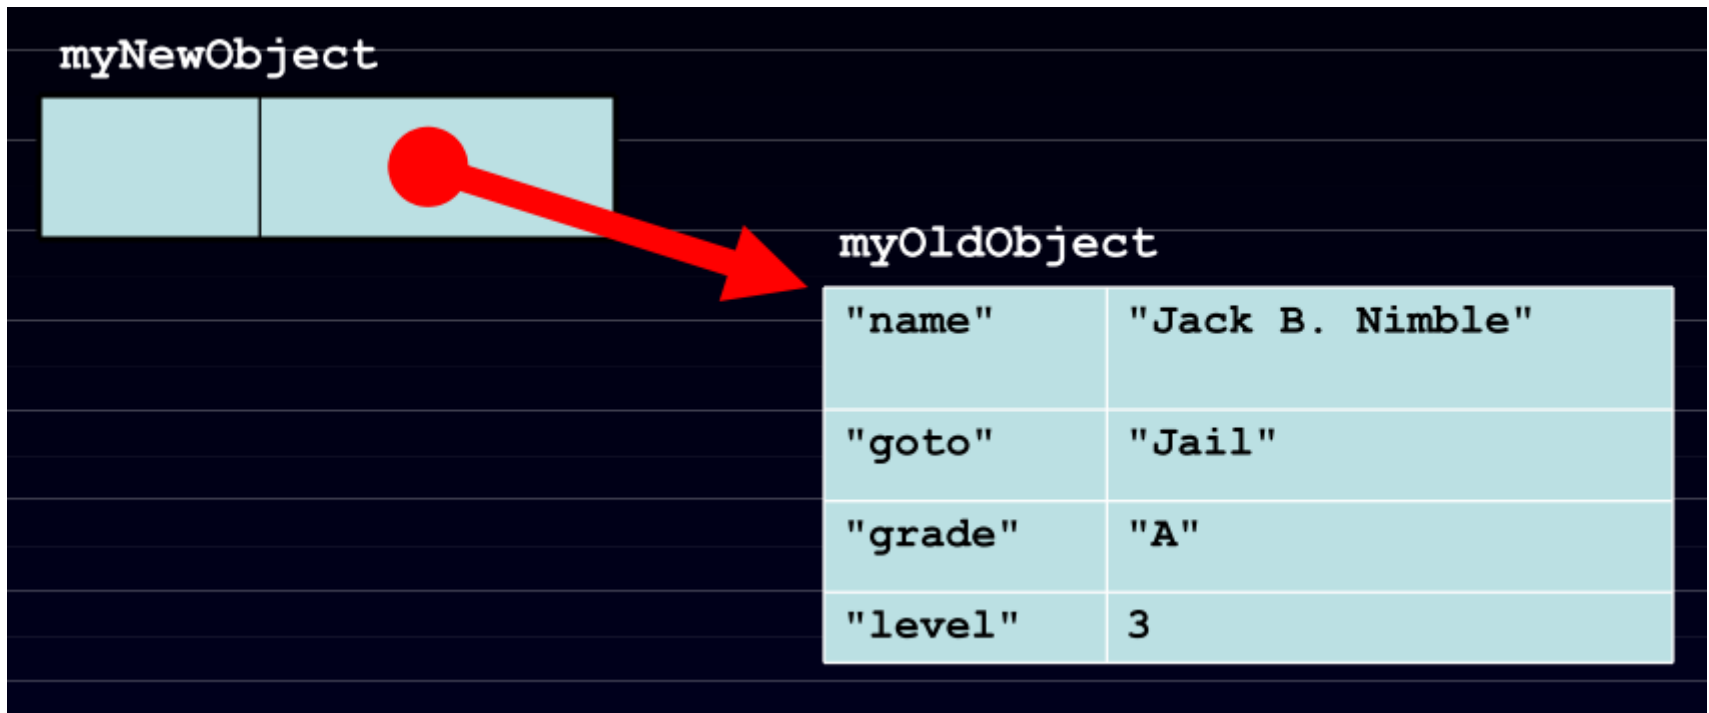 myNewObject
myOldObject
"name" "Jack B. Nimble"
"goto" "Jail"
"grade" "A"
"level" 3